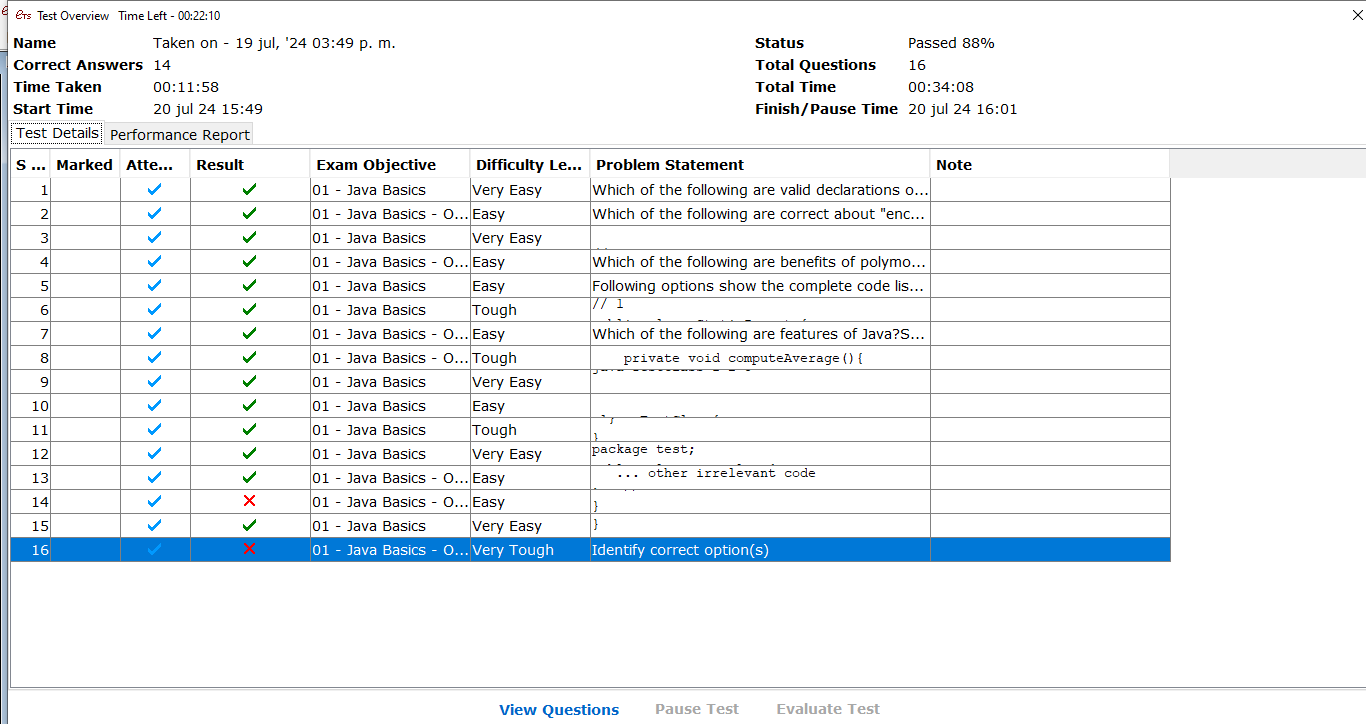 eTS Test Overview Time Left - 00:22:10
Name Taken on - 19 jul, '24 03:49 p. m. Status Passed 88%
Correct Answers 14 Total Questions 16
Time Taken 00:11:58 Total Time 00:34:08
Start Time 20 jul 24 15:49 Finish/Pause Time 20 jul 24 16:01
Test Details Performance Report
S ... Marked Atte... Result Exam Objective Difficulty Le... Problem Statement Note
1 01 - Java Basics Very Easy Which of the following are valid declarations o...
2 01 - Java Basics - O... Easy Which of the following are correct about "enc...
3 01 - Java Basics Very Easy
4 01 - Java Basics - O... Easy Which of the following are benefits of polymo...
5 01 - Java Basics Easy Following options show the complete code lis...
6 01 - Java Basics Tough // 1
7 01 - Java Basics - O... Easy Which of the following are features of Java?S...
8 01 - Java Basics - O... Tough private void computeAverage(){
9 01 - Java Basics Very Easy
10 01 - Java Basics Easy
11 01 - Java Basics Tough }
12 01 - Java Basics Very Easy package test;
13 01 - Java Basics - O... Easy ... other irrelevant code
14 01 - Java Basics - O... Easy }
15 01 - Java Basics Very Easy }
16 01 - Java Basics - O... Very Tough Identify correct option(s)
View Questions Pause Test Evaluate Test